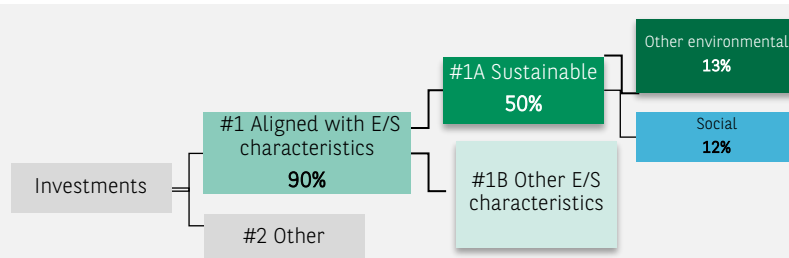 Investments
#1 Aligned with E/S
characteristics
90%
#2 Other
#1A Sustainable
50%
#1B Other E/S
characteristics
Other environmental
13%
Social
12%